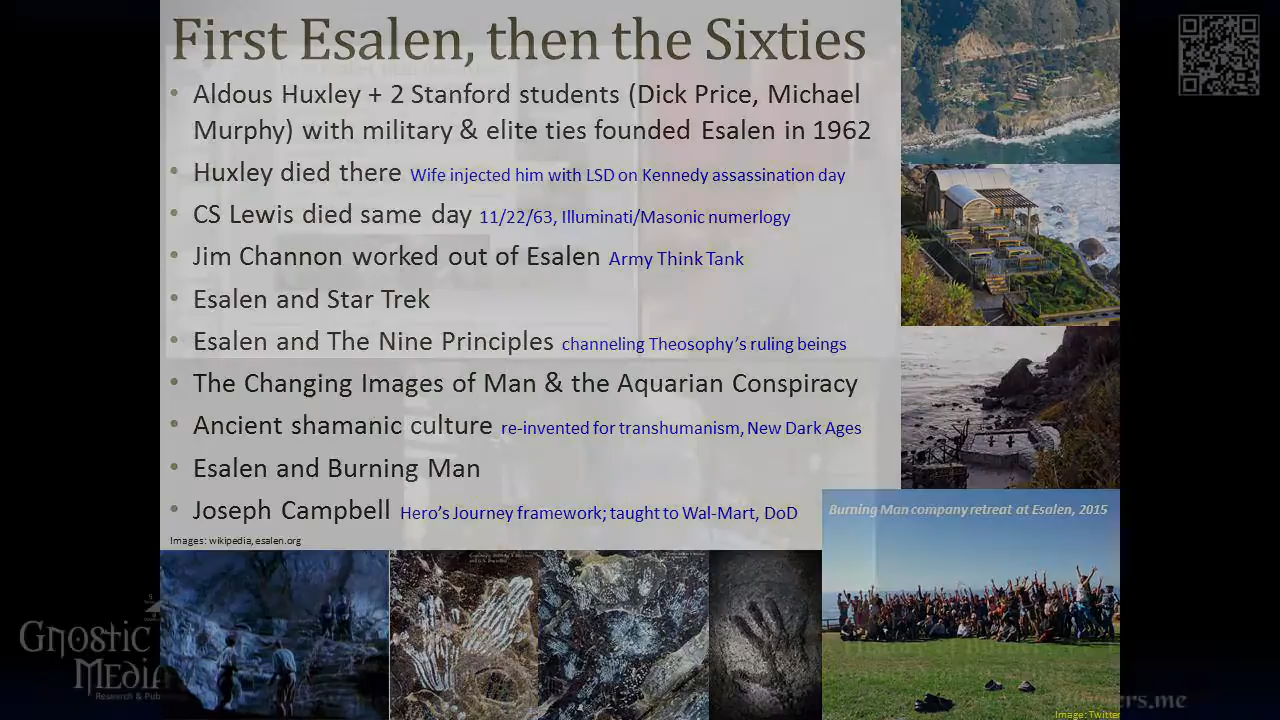 First Esalen, then the Sixties
• Aldous Huxley + 2 Stanford students (Dick Price, Michael
Murphy) with military & elite ties founded Esalen in 1962
• Huxley died there Wife injected him with LSD on Kennedy assassination day
• CS Lewis died same day 11/22/63, Illuminati/Masonic numerlogy
• Jim Channon worked out of Esalen Army Think Tank
• Esalen and Star Trek
• Esalen and The Nine Principles channeling Theosophy's ruling beings
• The Changing Images of Man & the Aquarian Conspiracy
• Ancient shamanic culture re-invented for transhumanism, New Dark Ages
• Esalen and Burning Man
• Joseph Campbell Hero's Journey framework; taught to Wal-Mart, DoD
Images: wikipedia, esalen.org
Burning Man company retreat at Esalen, 2015
Gnostic
Media
Research & Pub
ers.me
Image: Twitter